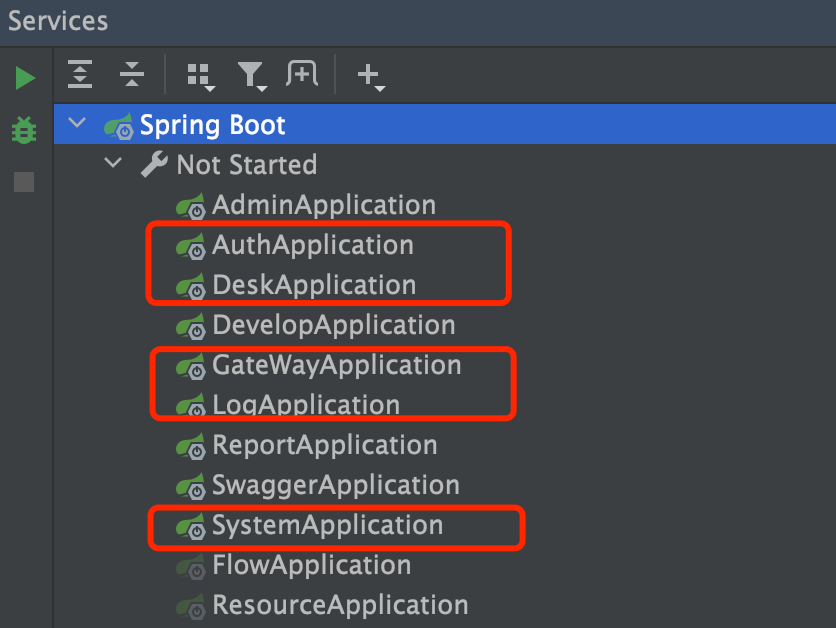 Services
Spring Boot
Not Started
AdminApplication
AuthApplication
DeskApplication
DevelopApplication
GateWayApplication
LogApplication
ReportApplication
SwaggerApplication
SystemApplication
FlowApplication
ResourceApplication